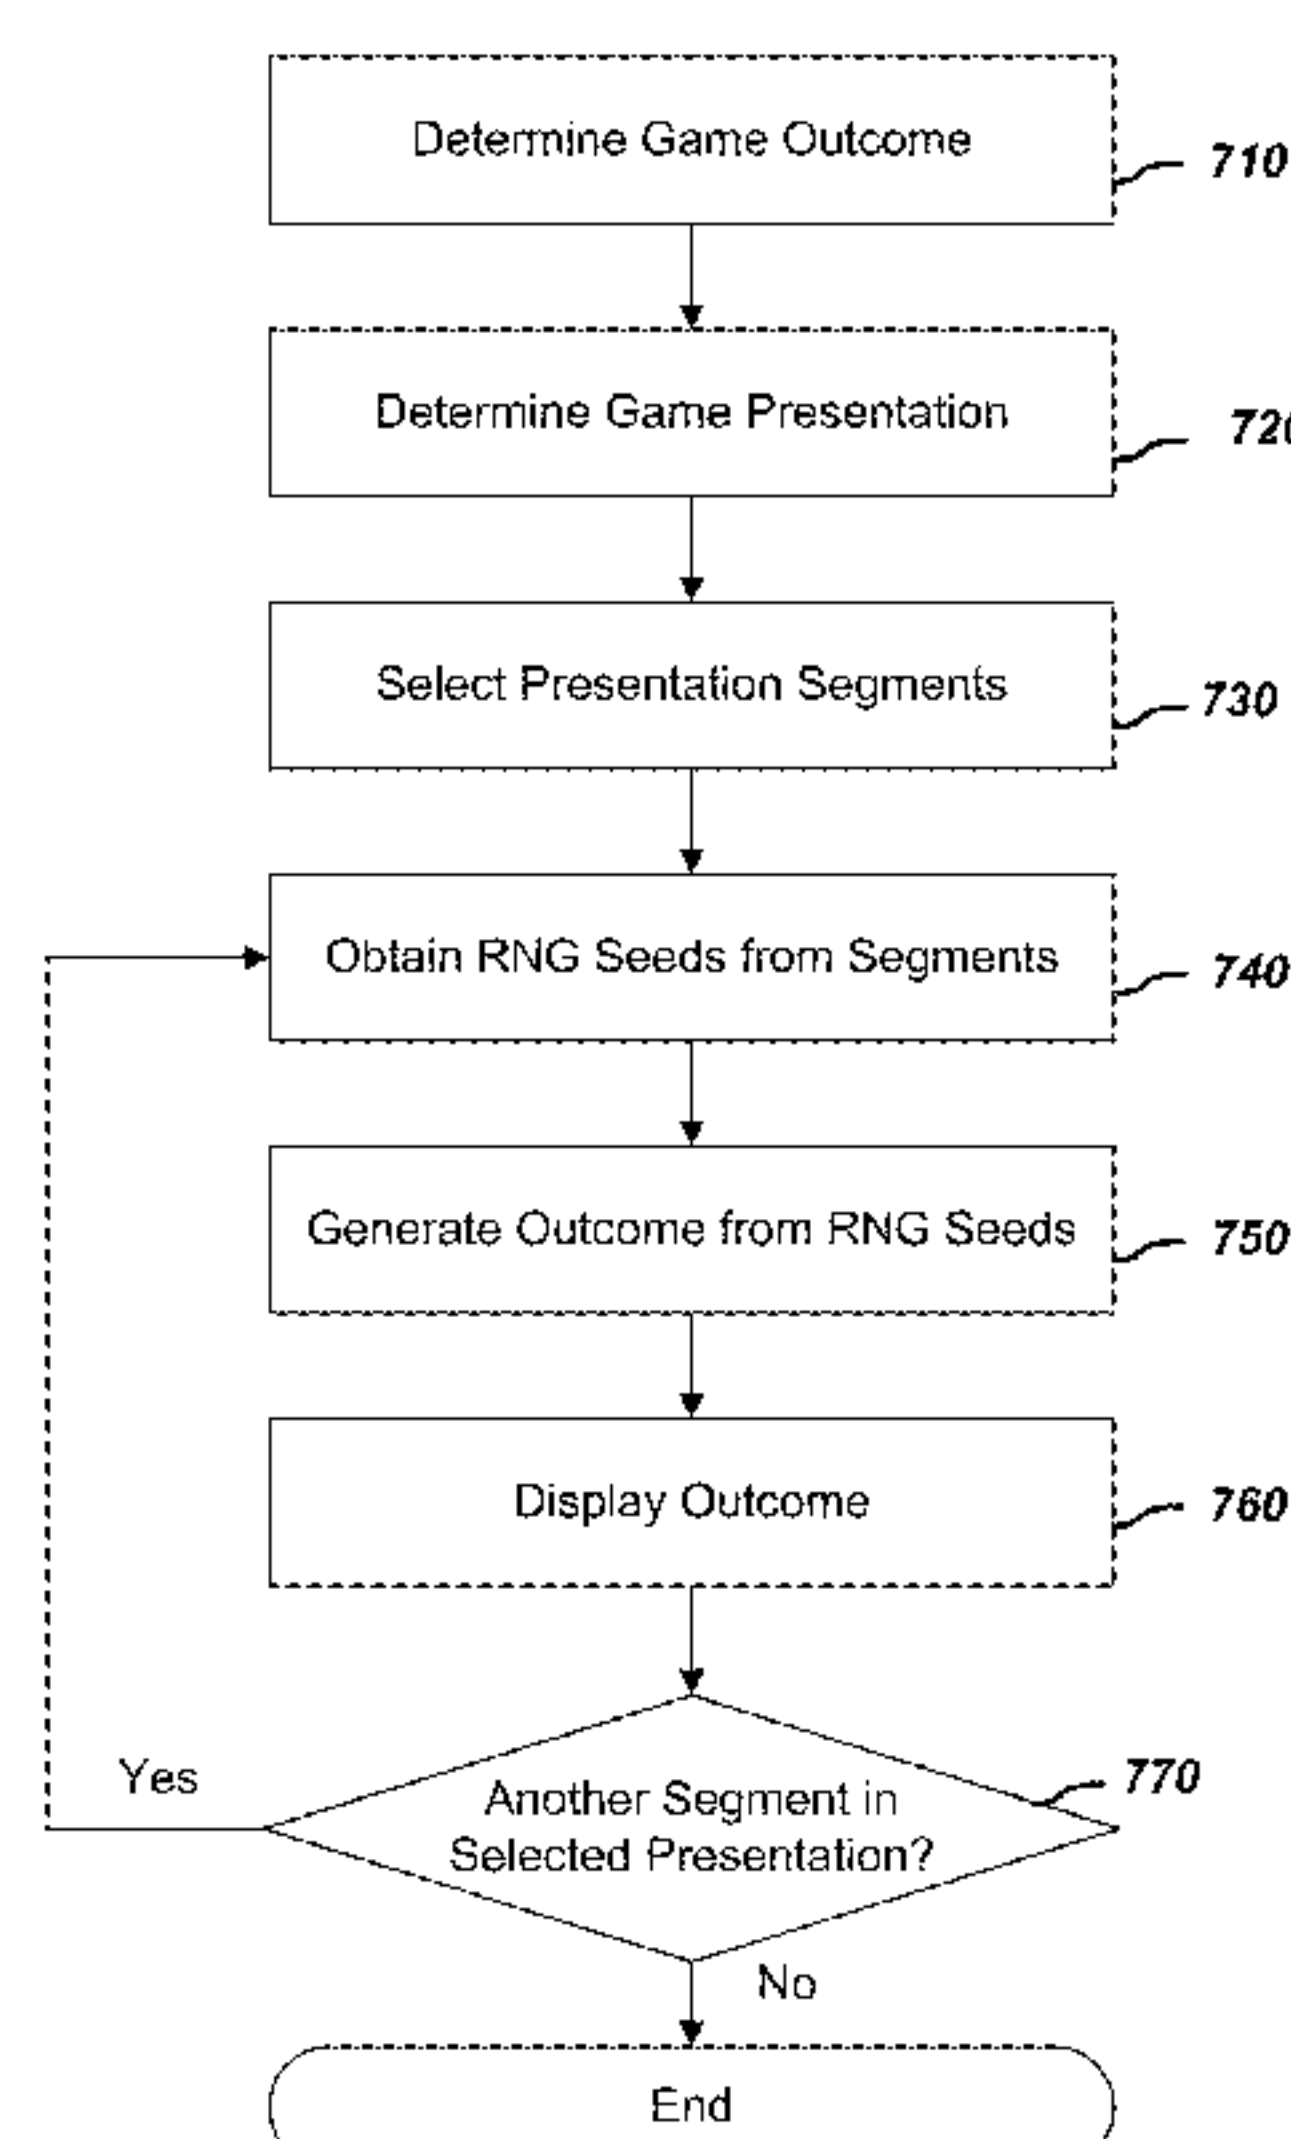 Determine Game Outcome
710
Determine Game Presentation
720
Select Presentation Segments
730
Obtain RNG Seeds from Segments
740
Generate Outcome from RNG Seeds
750
Display Outcome
760
Another Segment in
Selected Presentation?
770
Yes
No
End